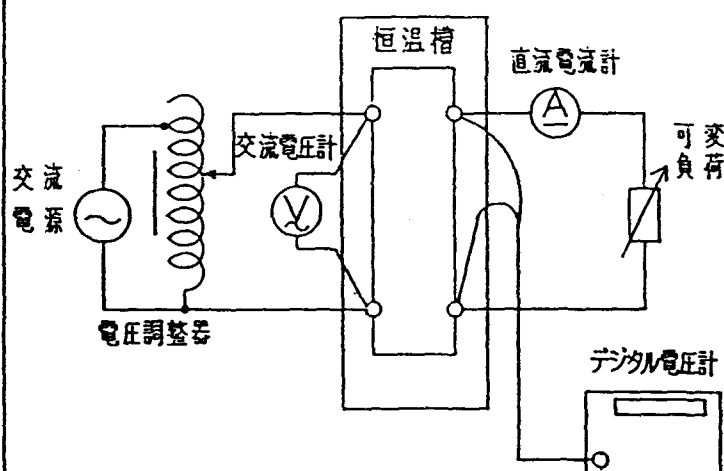 恒温槽
直流電流計
A
可変
負荷
交流電圧計
V
交流
電源
電圧調整器
デジタル電圧計